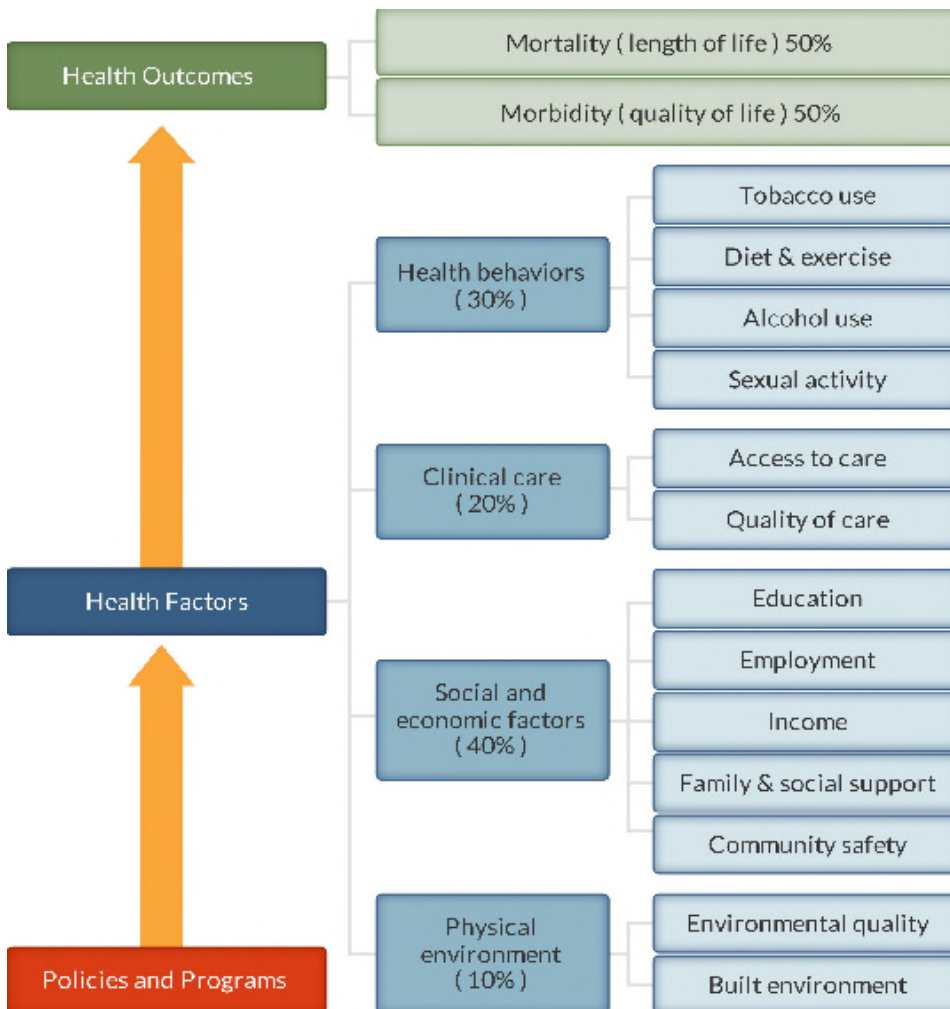 Health Outcomes
Mortality ( length of life ) 50%
Morbidity ( quality of life ) 50%
Health behaviors
( 30% )
Tobacco use
Diet & exercise
Alcohol use
Sexual activity
Clinical care
( 20% )
Access to care
Quality of care
Health Factors
Social and
economic factors
( 40% )
Education
Employment
Income
Family & social support
Community safety
Physical
environment
( 10% )
Environmental quality
Built environment
Policies and Programs